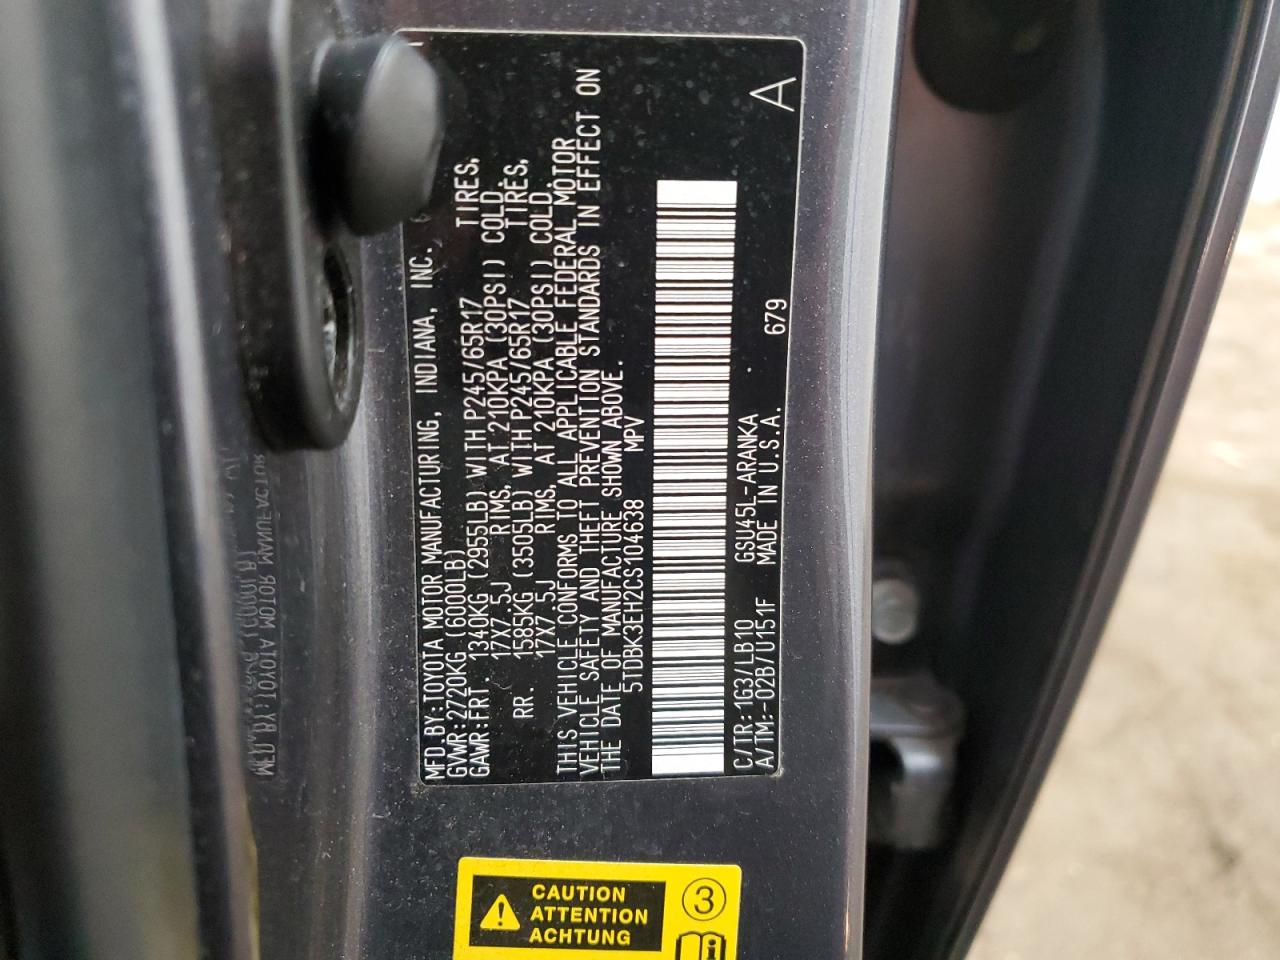 MFD.BY:TOYOTA MOTOR MANUFACTURING, INDIANA, INC.
GVWR:2720KG (6000LB)
GAWR:FRT. 1340KG (2955LB) WITH P245/65R17 TIRES,
17X7.5J RIMS, AT 210KPA (30PSI) COLD.
RR. 1585KG (3505LB) WITH P245/65R17 TIRES,
17X7.5J RIMS, AT 210KPA (30PSI) COLD.
THIS VEHICLE CONFORMS TO ALL APPLICABLE FEDERAL MOTOR
VEHICLE SAFETY AND THEFT PREVENTION STANDARDS IN EFFECT ON
THE DATE OF MANUFACTURE SHOWN ABOVE.
5TDBK3EH2CS104638 MPV
C/TR:1G3/LB10 GSU45L-ARANKA
A/TM:-02B/U151F MADE IN U.S.A. 679
A
CAUTION
ATTENTION
ACHTUNG
3
i